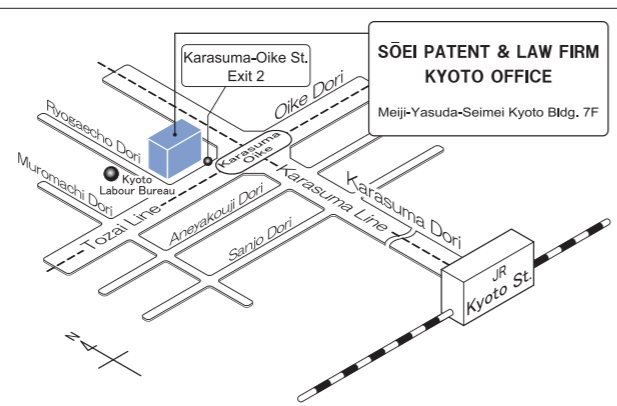 SŌEI PATENT & LAW FIRM
KYOTO OFFICE
Meiji-Yasuda-Seimei Kyoto Bldg. 7F
Karasuma-Oike St.
Exit 2
Oike Dori
Ryogaecho Dori
Karasuma
Oike
Kyoto
Labour Bureau
Muromachi Dori
Tozai Line
Aneyakouji Dori
Sanjo Dori
Karasuma Line
Karasuma Dori
JR
Kyoto St.
N